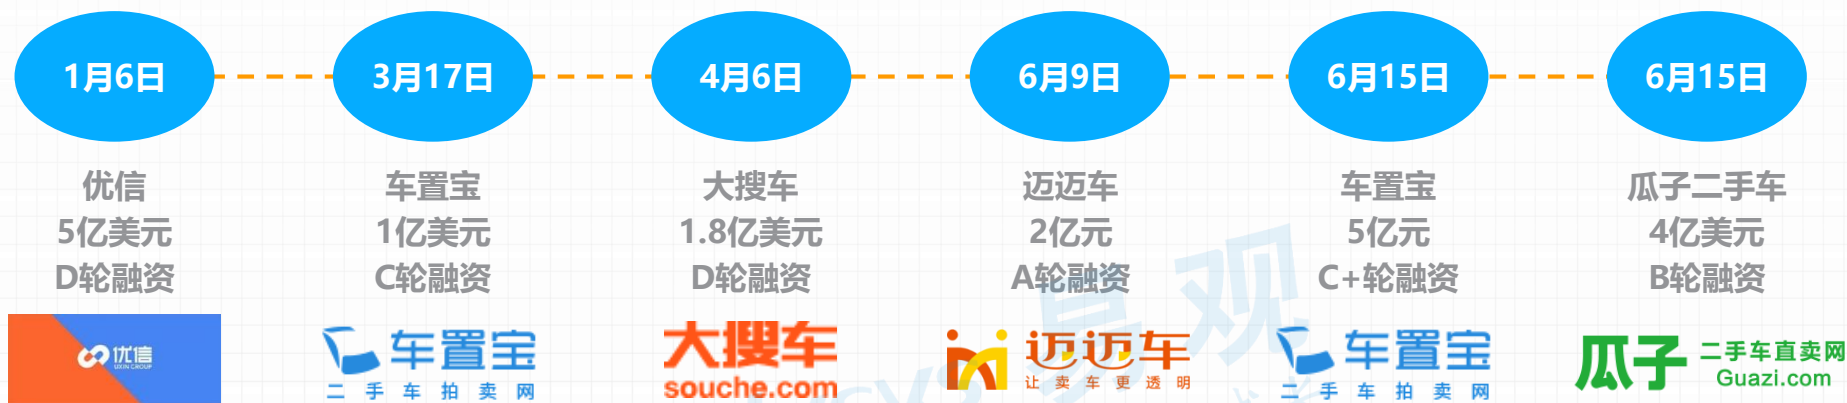 1月6日
3月17日
4月6日
6月9日
6月15日
6月15日
优信
5亿美元
D轮融资
车置宝
1亿美元
C轮融资
大搜车
1.8亿美元
D轮融资
迈迈车
2亿元
A轮融资
车置宝
5亿元
C+轮融资
瓜子二手车
4亿美元
B轮融资
优信
UXIN GROUP
车置宝
二手车拍卖网
大搜车
souche.com
迈迈车
让卖车更透明
车置宝
二手车拍卖网
瓜子
二手车直卖网
Guazi.com
易观